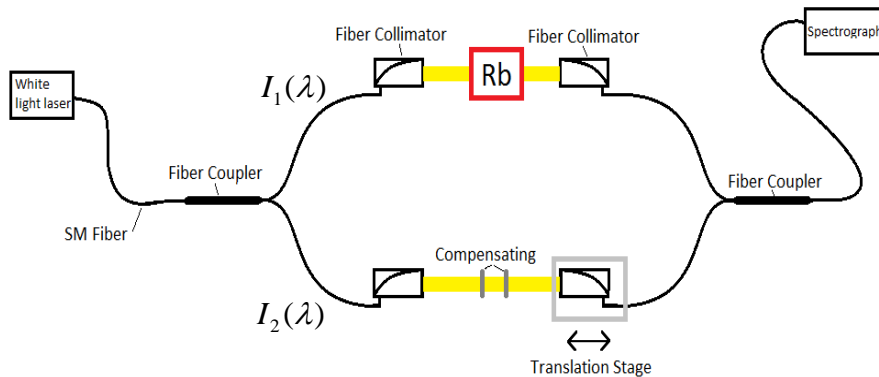 Fiber Collimator
Fiber Collimator
Spectrograph
White
light laser
I₁(λ)
Rb
Fiber Coupler
Fiber Coupler
SM Fiber
Compensating
I₂(λ)
Translation Stage